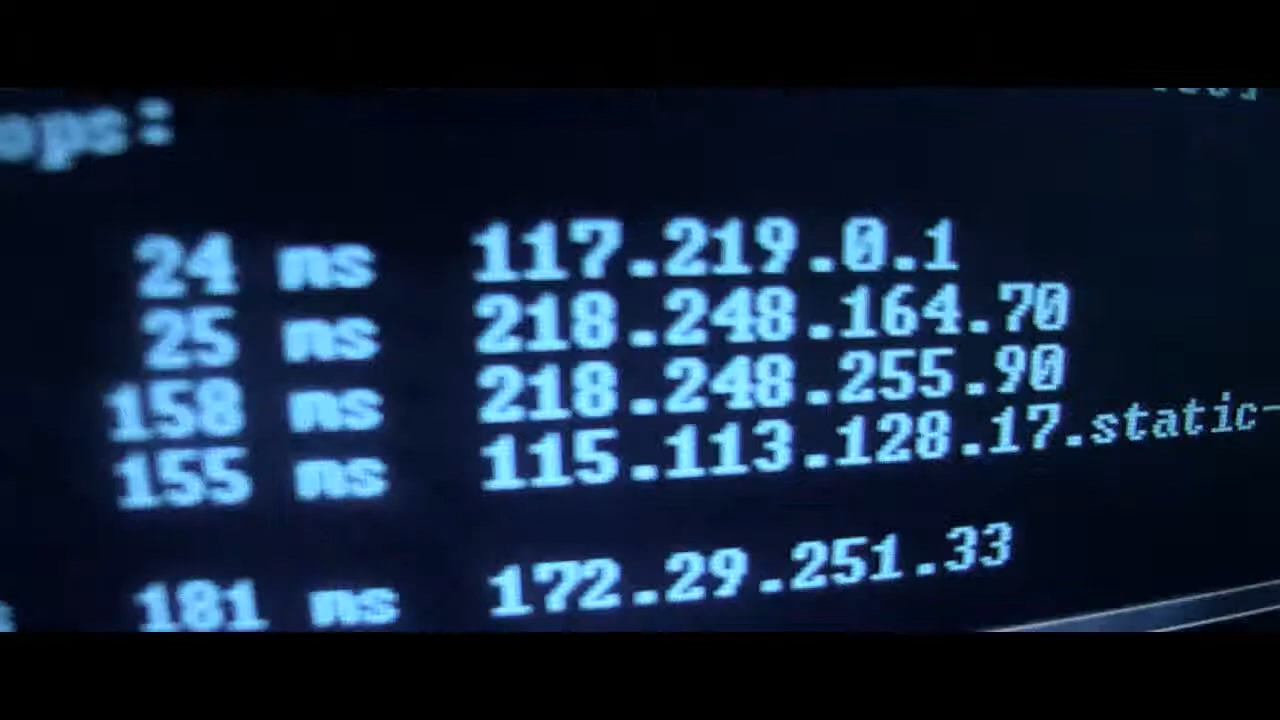 ops:
24 ms 117.219.0.1
25 ms 218.248.164.70
158 ms 218.248.255.90
155 ms 115.113.128.17.static-
181 ms 172.29.251.33